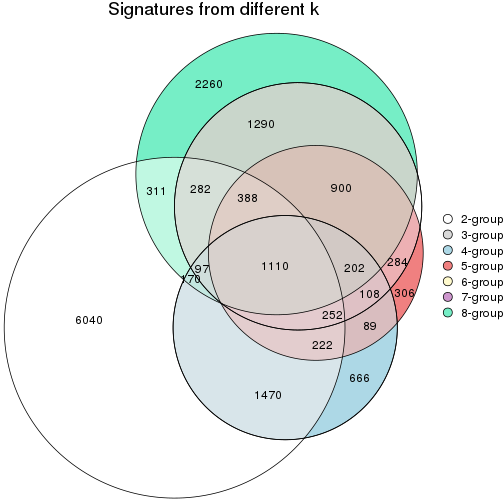 Signatures from different k
2260
1290
311
282
388
900
97
170
1110
202
284
108
306
252
89
222
6040
666
1470
2-group
3-group
4-group
5-group
6-group
7-group
8-group